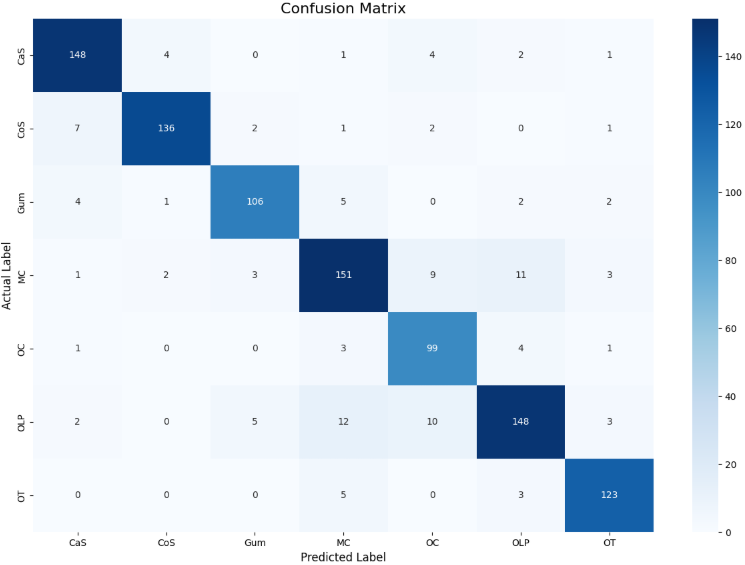 Confusion Matrix
Actual Label
CaS 148 4 0 1 4 2 1
CoS 7 136 2 1 2 0 1
Gum 4 1 106 5 0 2 2
MC 1 2 3 151 9 11 3
OC 1 0 0 3 99 4 1
OLP 2 0 5 12 10 148 3
OT 0 0 0 5 0 3 123
CaS CoS Gum MC OC OLP OT
Predicted Label
140
120
100
80
60
40
20
0